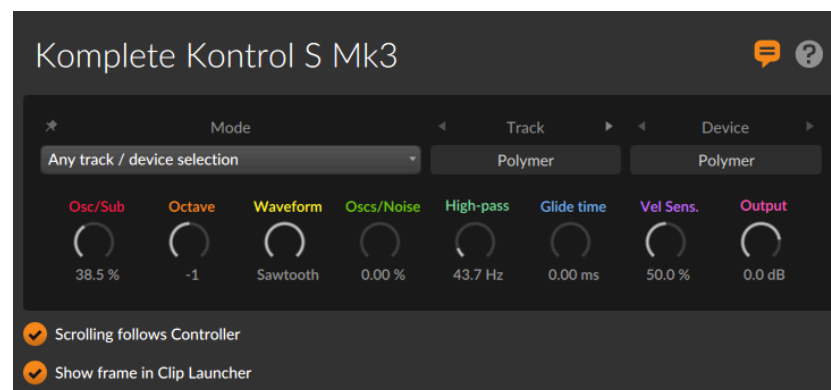 Komplete Kontrol S Mk3
?
Mode Track Device
Any track / device selection Polymer Polymer
Osc/Sub Octave Waveform Oscs/Noise High-pass Glide time Vel Sens. Output
38.5 % -1 Sawtooth 0.00 % 43.7 Hz 0.00 ms 50.0 % 0.0 dB
Scrolling follows Controller
Show frame in Clip Launcher